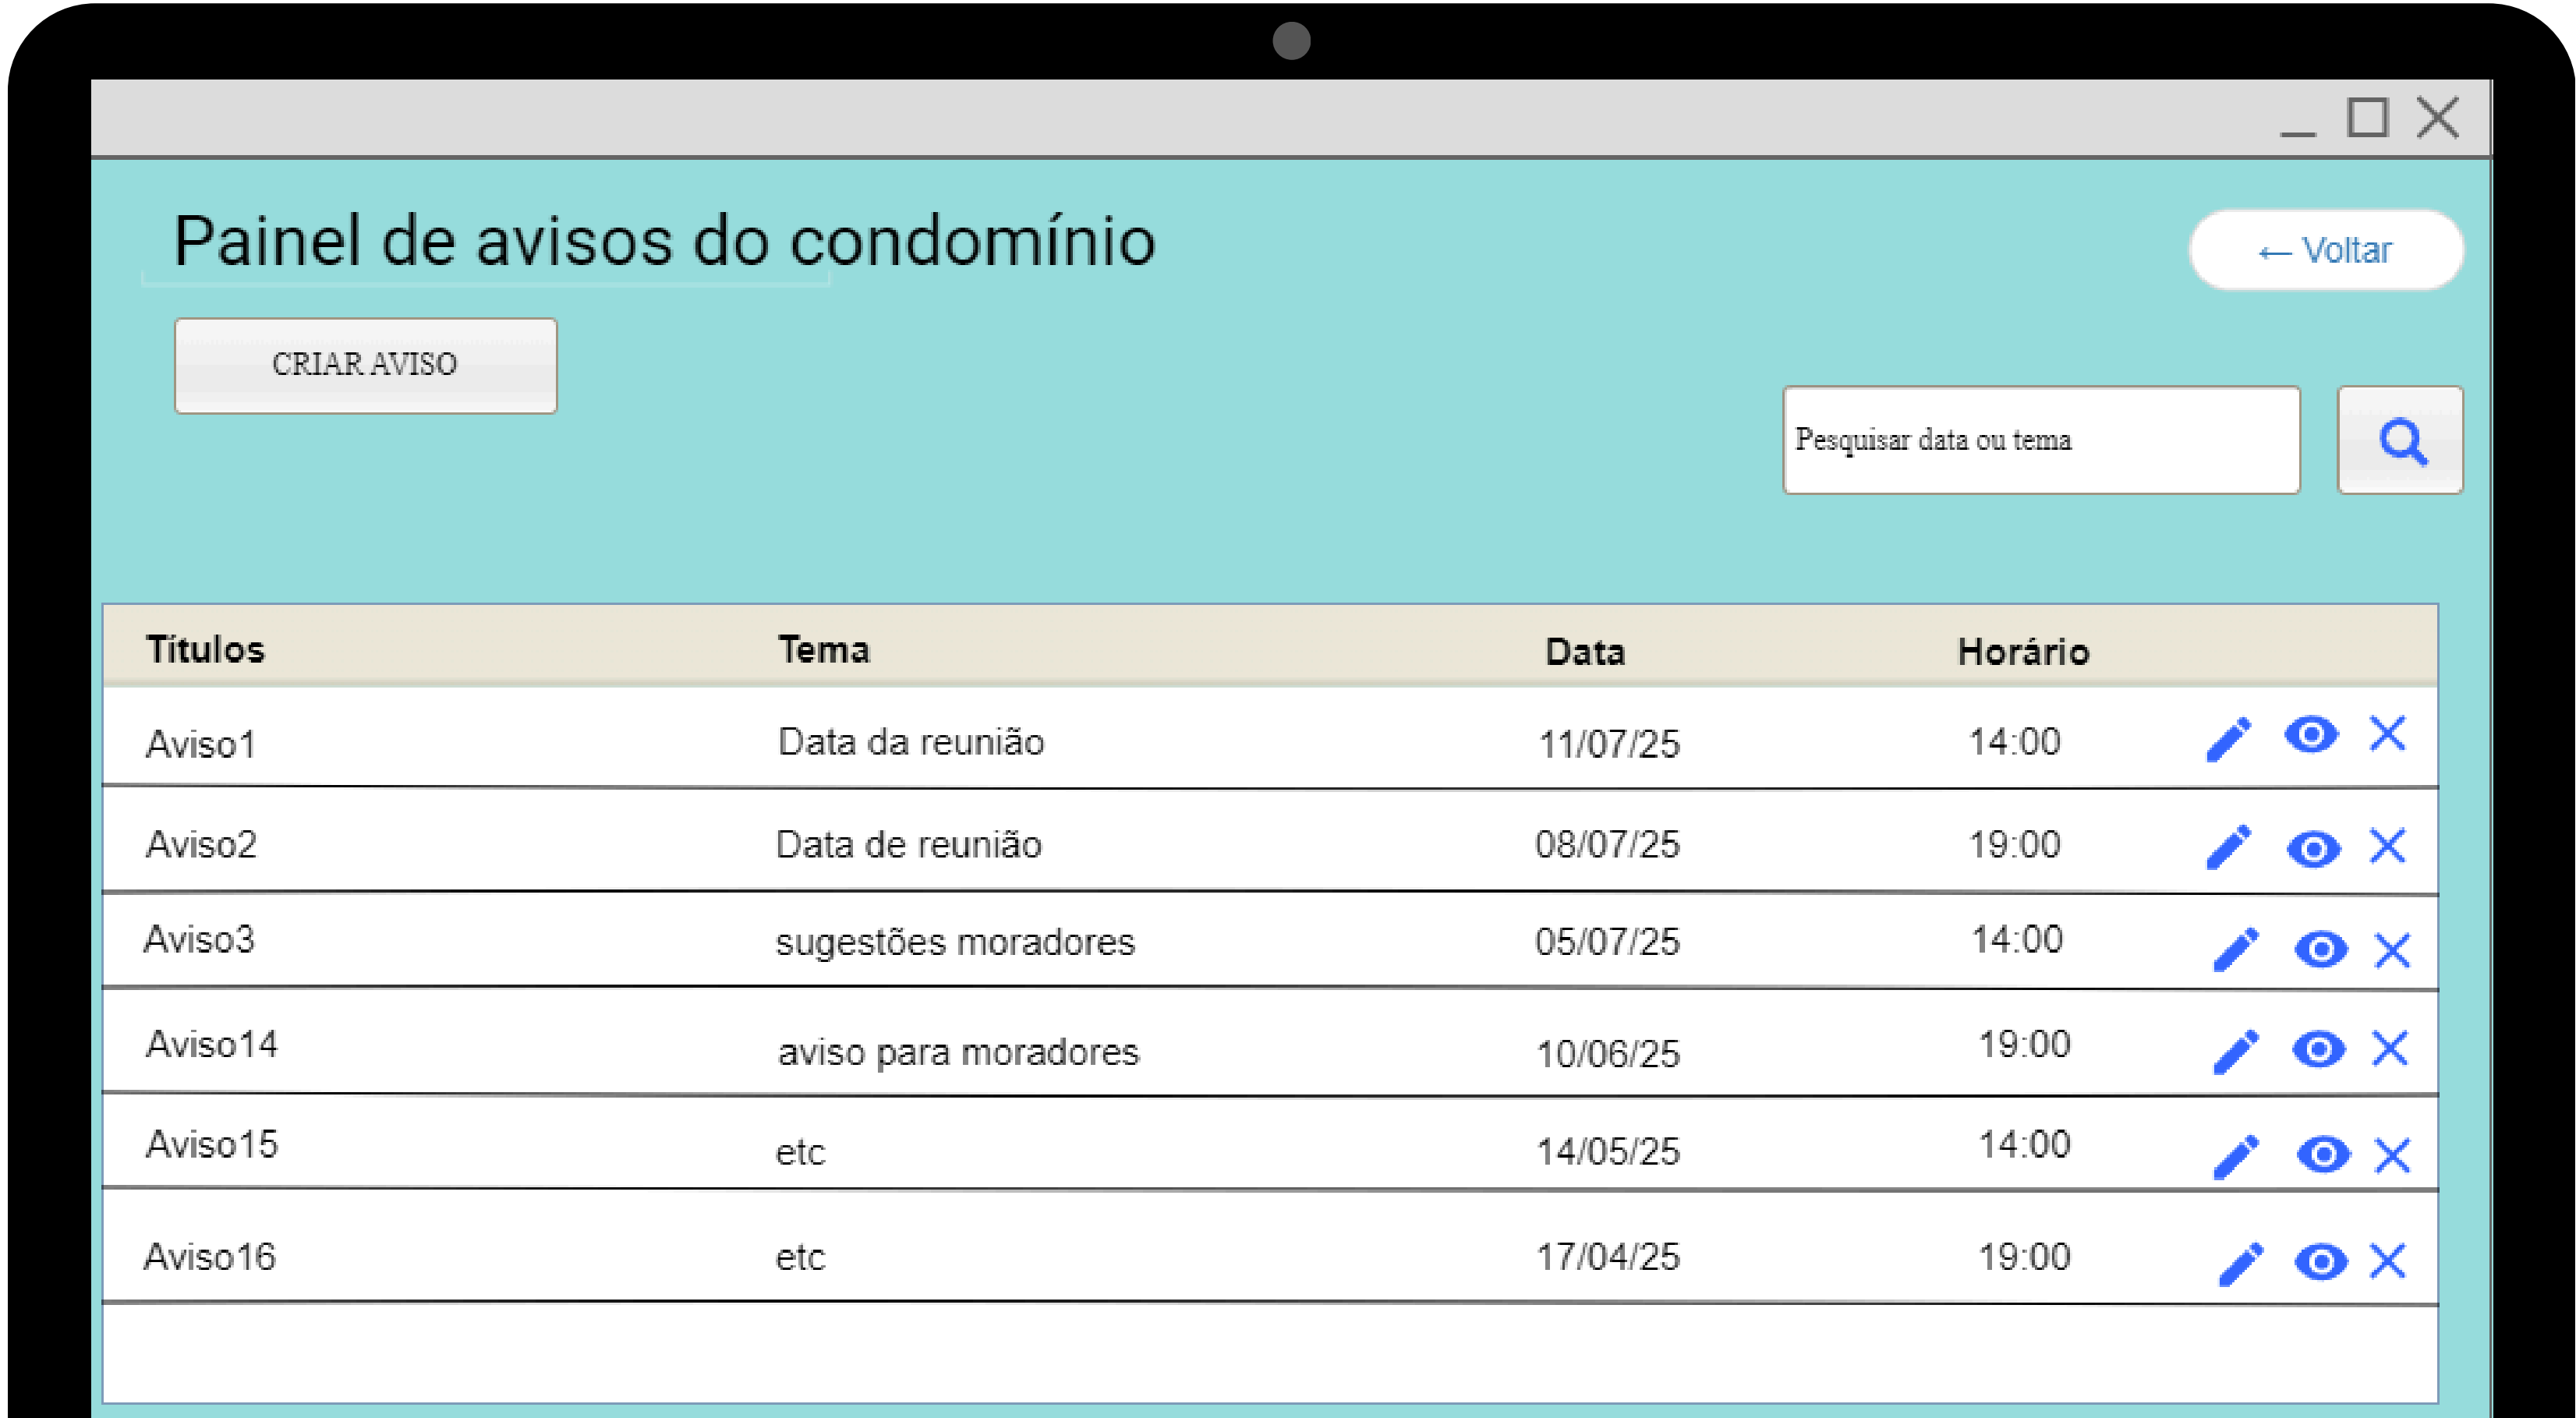 Painel de avisos do condomínio
← Voltar
CRIAR AVISO
Pesquisar data ou tema
Títulos Tema Data Horário
Aviso1 Data da reunião 11/07/25 14:00
Aviso2 Data de reunião 08/07/25 19:00
Aviso3 sugestões moradores 05/07/25 14:00
Aviso14 aviso para moradores 10/06/25 19:00
Aviso15 etc 14/05/25 14:00
Aviso16 etc 17/04/25 19:00